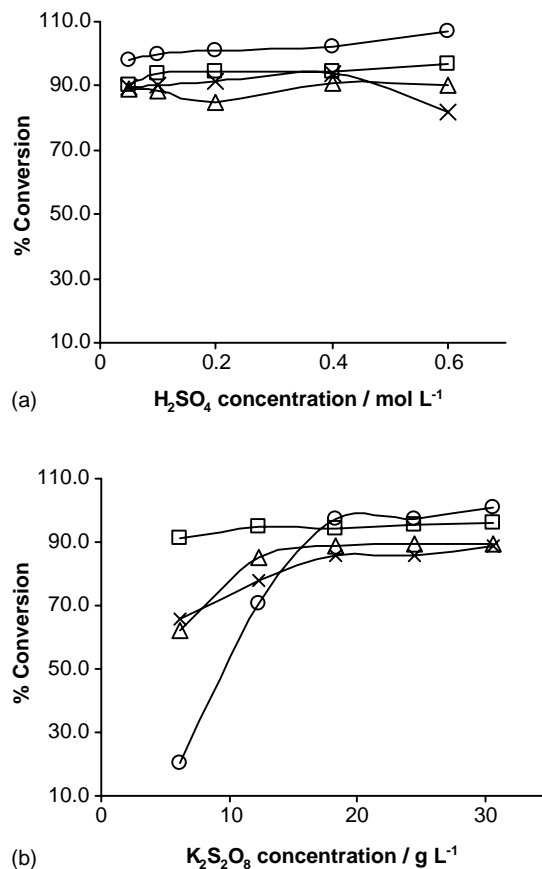 110.0
90.0
70.0
50.0
30.0
10.0
% Conversion
0 0.2 0.4 0.6
(a) H₂SO₄ concentration / mol L⁻¹
110.0
90.0
70.0
50.0
30.0
10.0
% Conversion
0 10 20 30
(b) K₂S₂O₈ concentration / g L⁻¹